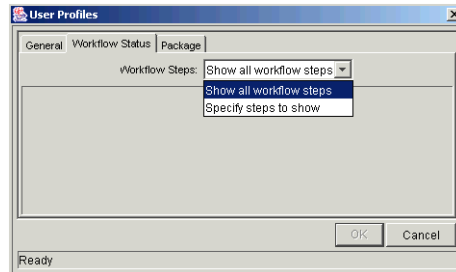 User Profiles
General Workflow Status Package
Workflow Steps: Show all workflow steps
Show all workflow steps
Specify steps to show
OK Cancel
Ready